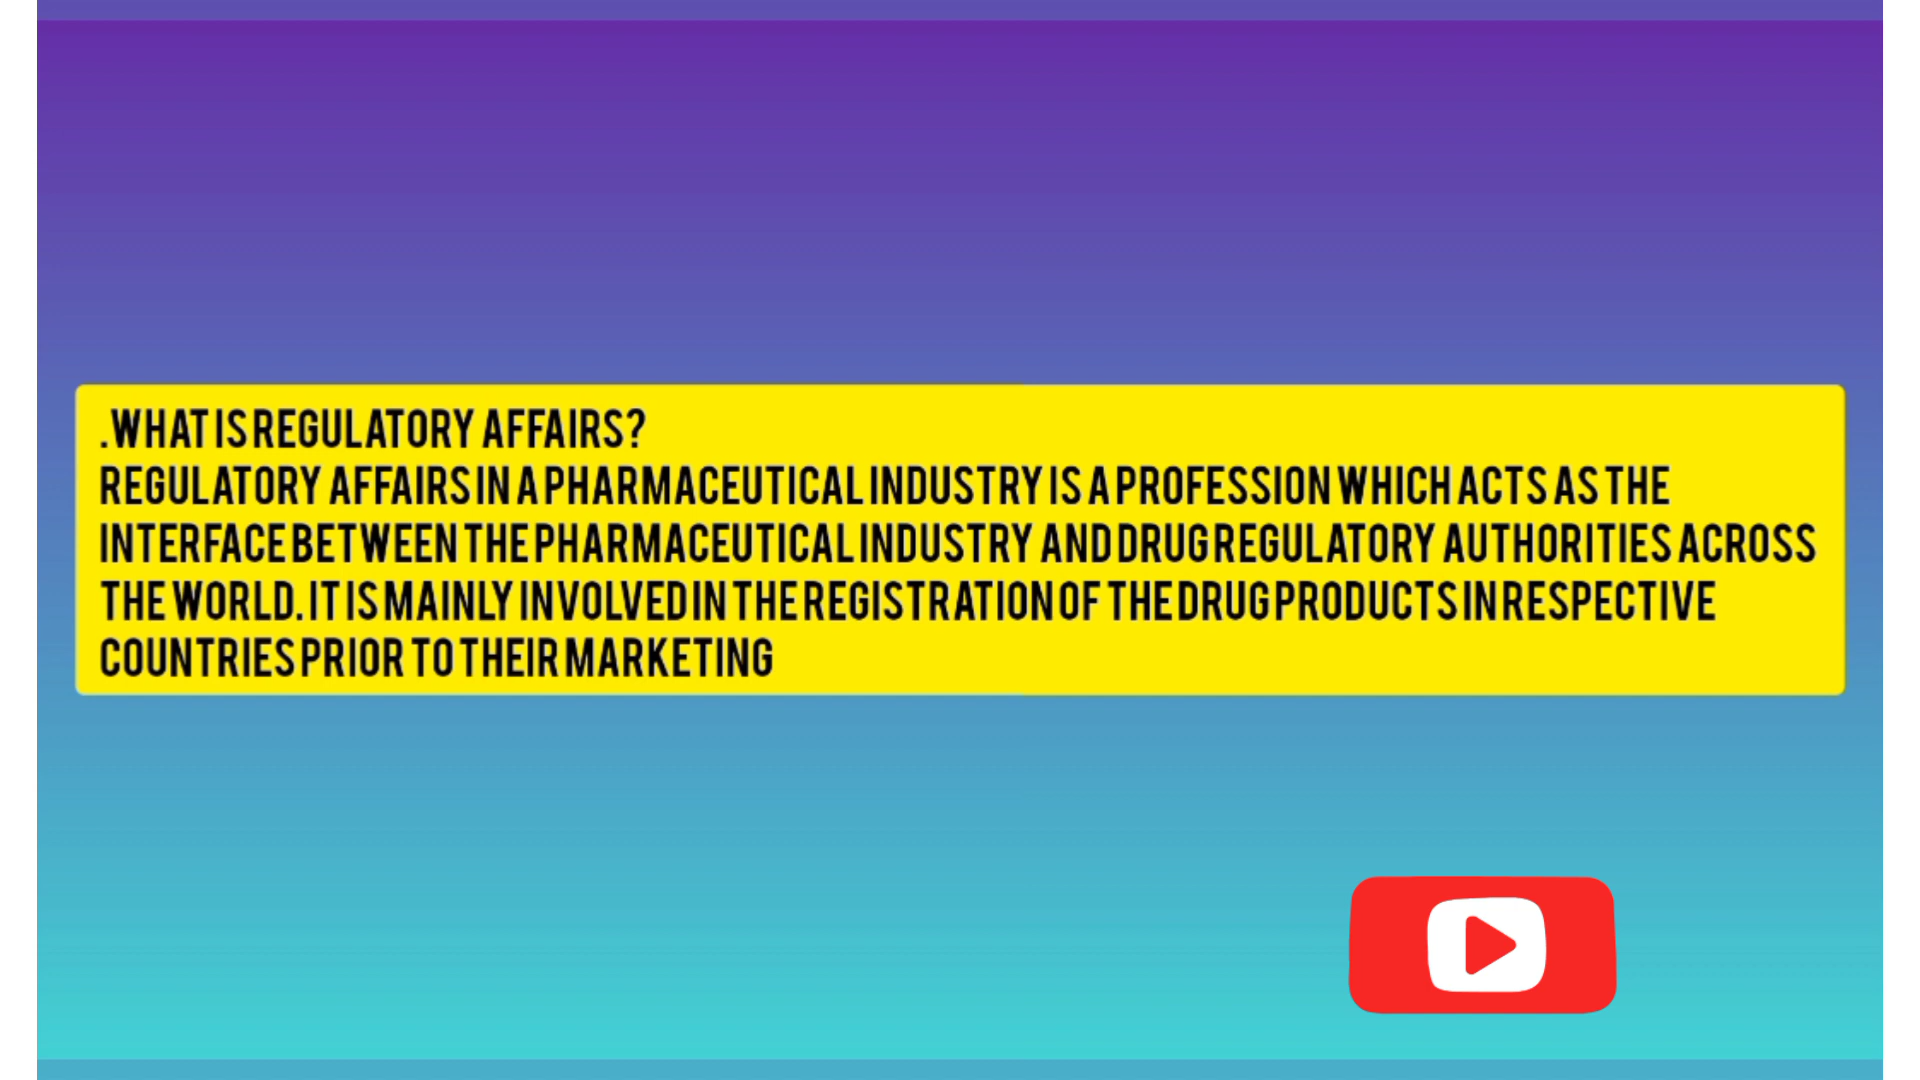 .WHAT IS REGULATORY AFFAIRS?
REGULATORY AFFAIRS IN A PHARMACEUTICAL INDUSTRY IS A PROFESSION WHICH ACTS AS THE
INTERFACE BETWEEN THE PHARMACEUTICAL INDUSTRY AND DRUG REGULATORY AUTHORITIES ACROSS
THE WORLD. IT IS MAINLY INVOLVED IN THE REGISTRATION OF THE DRUG PRODUCTS IN RESPECTIVE
COUNTRIES PRIOR TO THEIR MARKETING